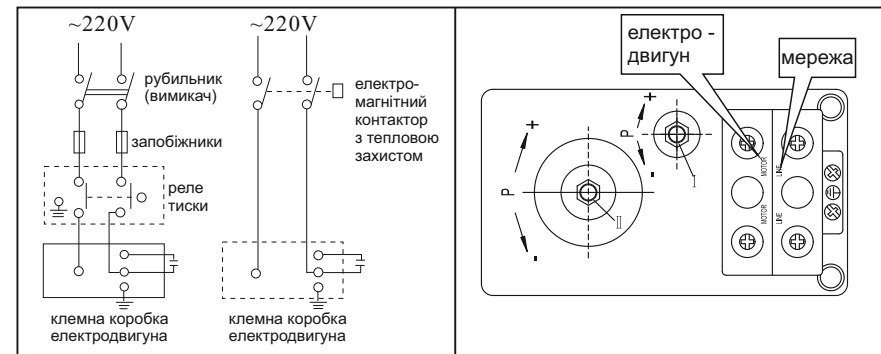 ~220V
~220V
рубильник
(вимикач)
запобіжники
реле
тиски
клемна коробка
електродвигуна
електро-
магнітний
контактор
з тепловою
захистом
клемна коробка
електродвигуна
електро -
двигун
мережа
+
P
-
+
P
-
I
II
MOTOR
LINE
MOTOR
LINE